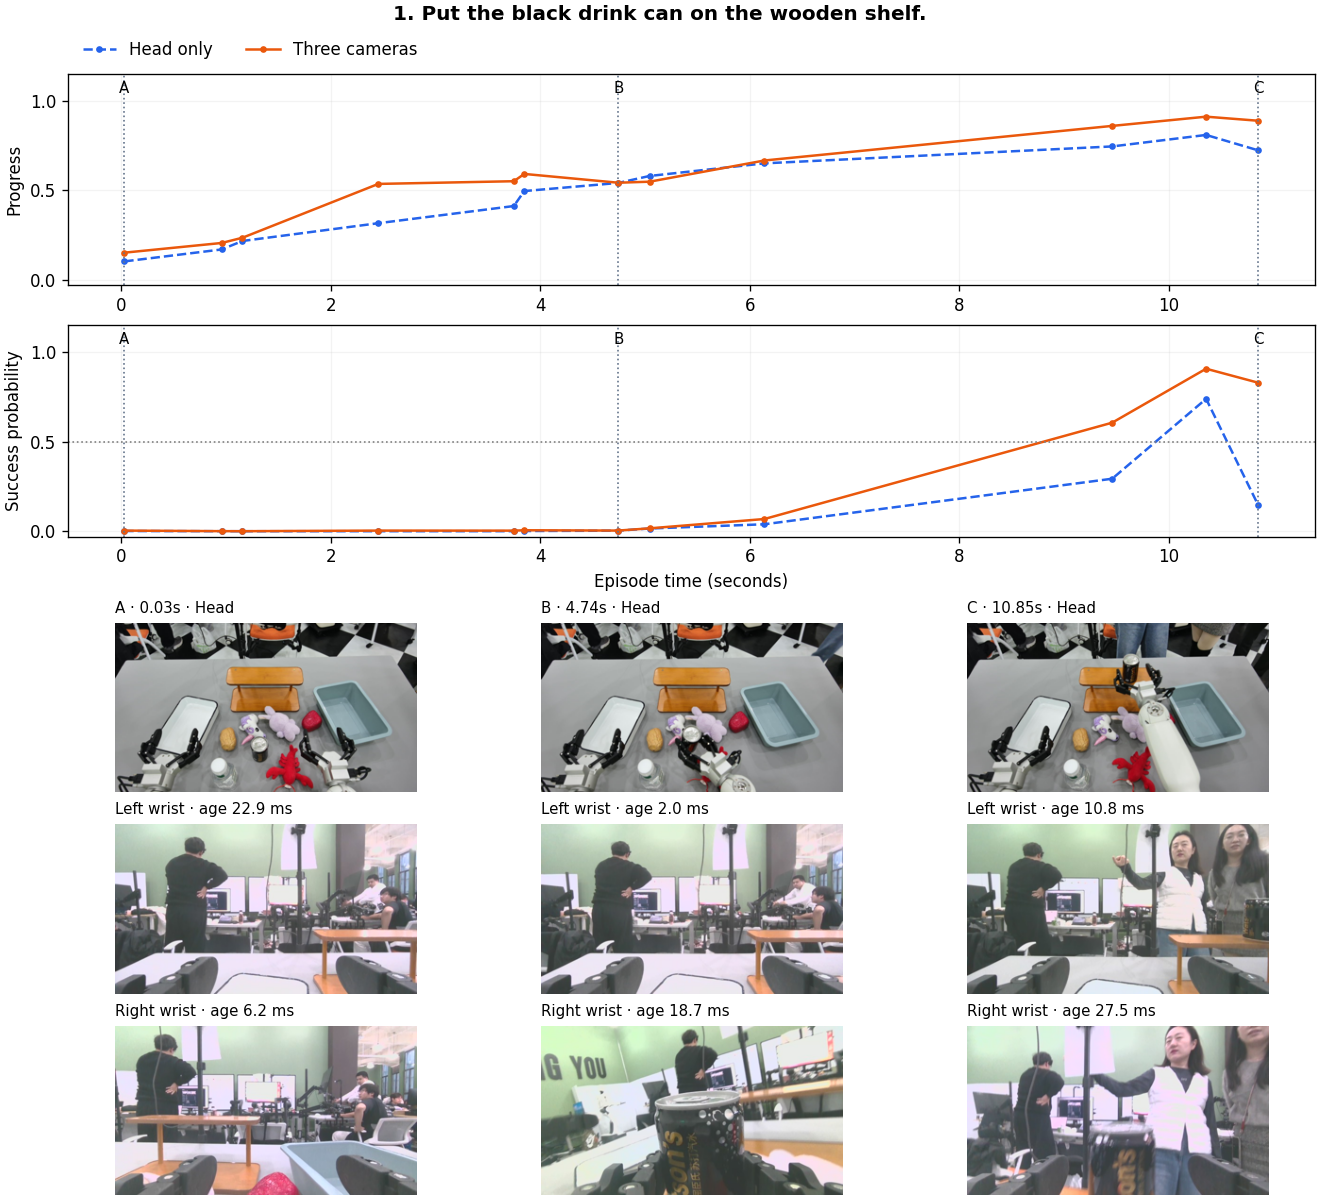 1. Put the black drink can on the wooden shelf.
Head only
Three cameras
A
B
C
1.0
0.5
0.0
Progress
0
2
4
6
8
10
A
B
C
1.0
0.5
0.0
Success probability
0
2
4
6
8
10
Episode time (seconds)
A · 0.03s · Head
B · 4.74s · Head
C · 10.85s · Head
Left wrist · age 22.9 ms
Left wrist · age 2.0 ms
Left wrist · age 10.8 ms
Right wrist · age 6.2 ms
Right wrist · age 18.7 ms
Right wrist · age 27.5 ms
G YOU
son's
on's